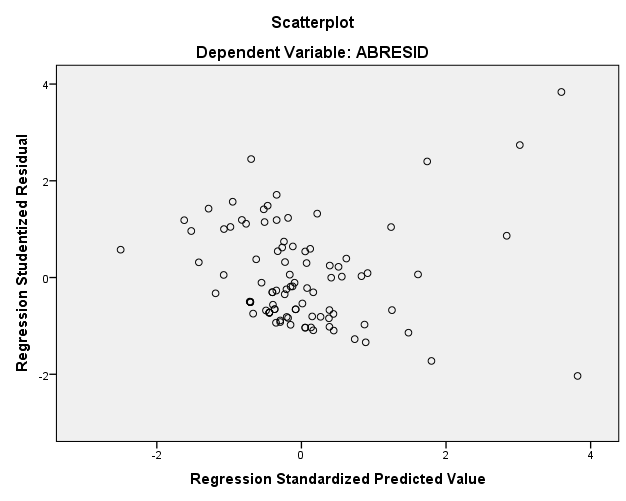 Scatterplot
Dependent Variable: ABRESID
Regression Studentized Residual
4
2
0
-2
-2
0
2
4
Regression Standardized Predicted Value